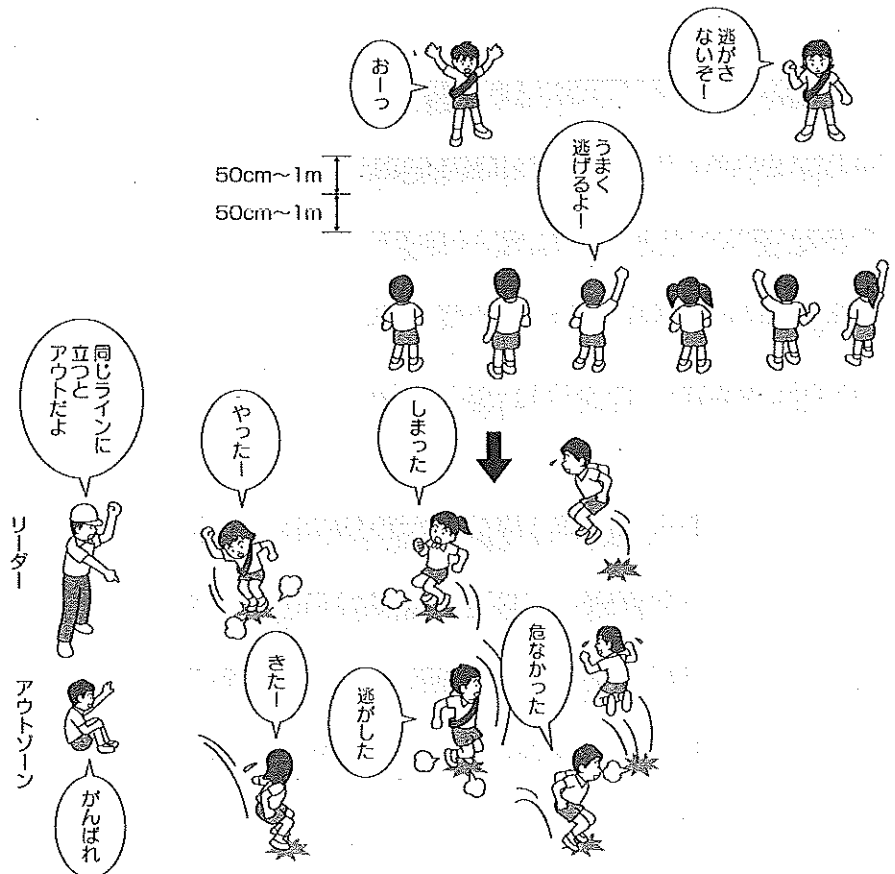 逃がさ
ないぞー
おーっ
うまく
逃げるよー
50cm～1m
50cm～1m
同じラインに
立つと
アウトだよ
やったー
しまった
リーダー
危なかった
きたー
逃がした
アウトゾーン
がんばれ